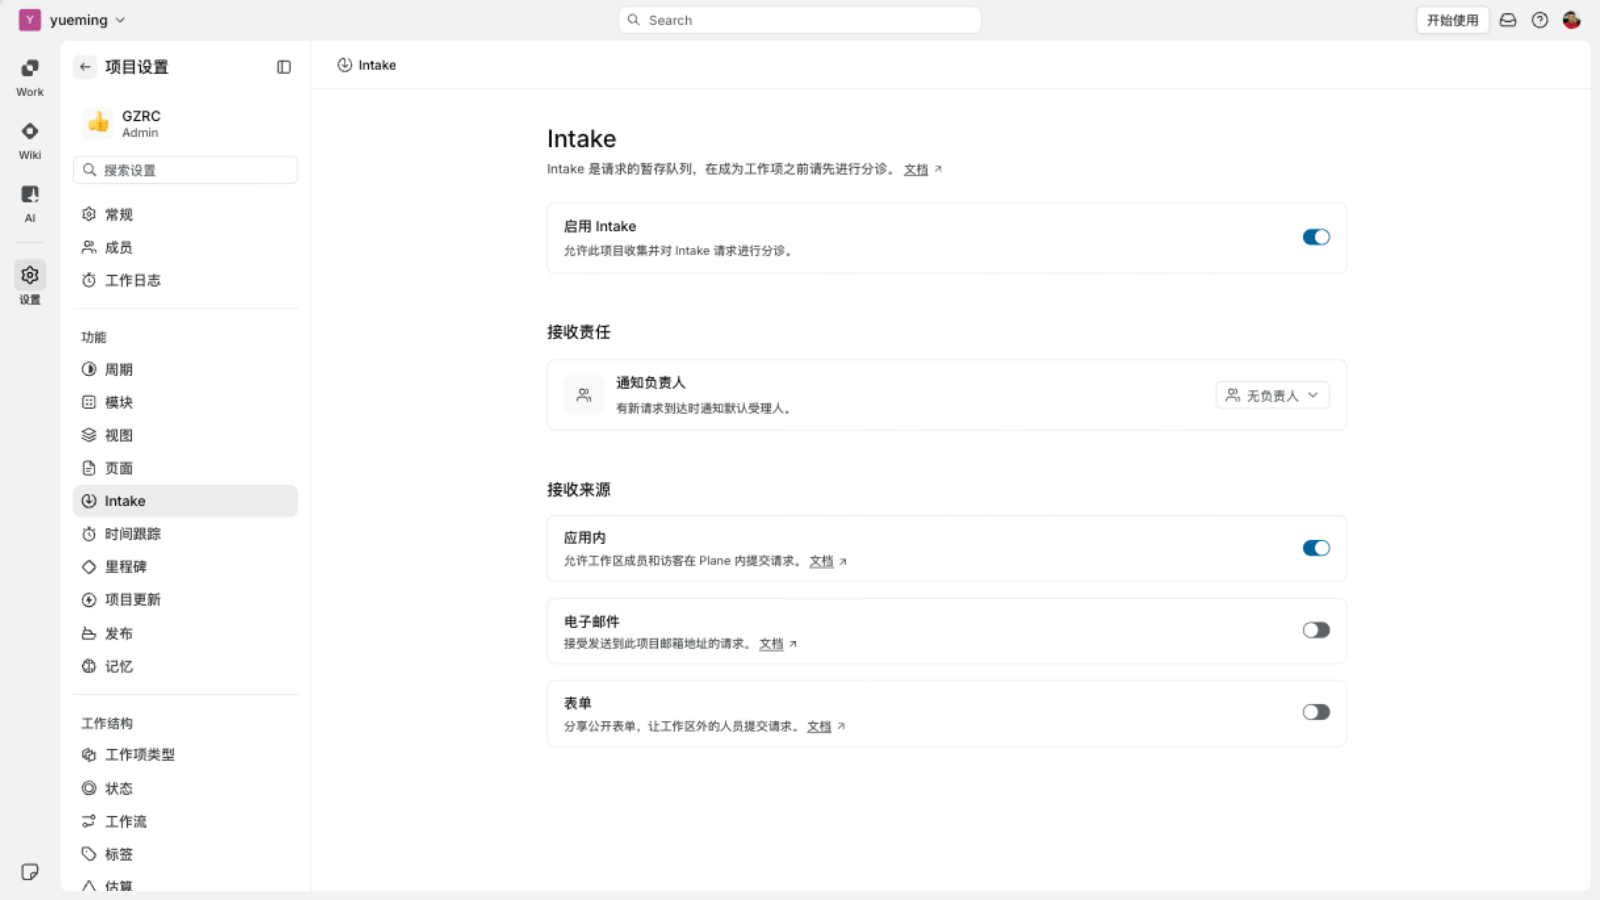 Y yueming
Search
开始使用
Work
Wiki
AI
设置
项目设置
GZRC
Admin
搜索设置
常规
成员
工作日志
功能
周期
模块
视图
页面
Intake
时间跟踪
里程碑
项目更新
发布
记忆
工作结构
工作项类型
状态
工作流
标签
估算
Intake
Intake
Intake 是请求的暂存队列，在成为工作项之前请先进行分诊。 文档
启用 Intake
允许此项目收集并对 Intake 请求进行分诊。
接收责任
通知负责人
有新请求到达时通知默认受理人。
无负责人
接收来源
应用内
允许工作区成员和访客在 Plane 内提交请求。 文档
电子邮件
接受发送到此项目邮箱地址的请求。 文档
表单
分享公开表单，让工作区外的人员提交请求。 文档